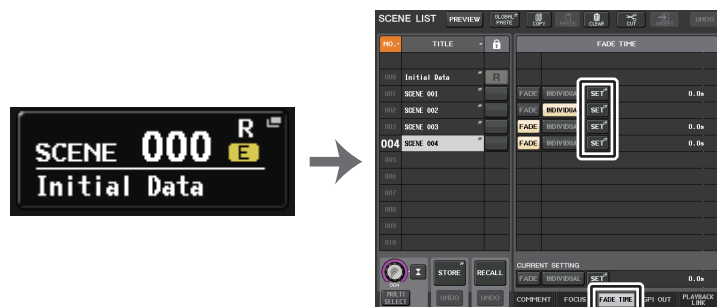 SCENE 000 R E
Initial Data
SCENE LIST PREVIEW GLOBAL PASTE COPY PASTE CLEAR CUT INSERT UNDO
NO. TITLE FADE TIME
000 Initial Data R
001 SCENE 001 FADE INDIVIDUAL SET 0.0s
002 SCENE 002 FADE INDIVIDUAL SET
003 SCENE 003 FADE INDIVIDUAL SET 0.0s
004 SCENE 004 FADE INDIVIDUAL SET 0.0s
005
006
007
008
009
010
CURRENT SETTING
FADE INDIVIDUAL SET 0.0s
004 STORE RECALL
MULTI SELECT UNDO UNDO
COMMENT FOCUS FADE TIME GPI OUT PLAYBACK LINK